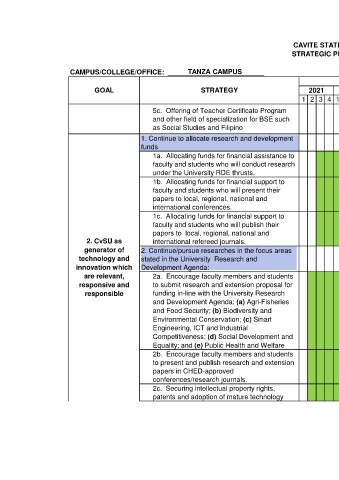 CAVITE STAT
STRATEGIC P
CAMPUS/COLLEGE/OFFICE: TANZA CAMPUS
GOAL STRATEGY 2021
1 2 3 4 1
5c. Offering of Teacher Certificate Program
and other field of specialization for BSE such
as Social Studies and Filipino
1. Continue to allocate research and development
funds
1a. Allocating funds for financial assistance to
faculty and students who will conduct research
under the University RDE thrusts.
1b. Allocating funds for financial support to
faculty and students who will present their
papers to local, regional, national and
international conferences.
1c. Allocating funds for financial support to
faculty and students who will publish their
papers to local, regional, national and
international refereed journals.
2. CvSU as
generator of
technology and
innovation which
are relevant,
responsive and
responsible
2. Continue/pursue researches in the focus areas
stated in the University Research and
Development Agenda:
2a. Encourage faculty members and students
to submit research and extension proposal for
funding in-line with the University Research
and Development Agenda: (a) Agri-Fisheries
and Food Security; (b) Biodiversity and
Environmental Conservation; (c) Smart
Engineering, ICT and Industrial
Competitiveness; (d) Social Development and
Equality; and (e) Public Health and Welfare
2b. Encourage faculty members and students
to present and publish research and extension
papers in CHED-approved
conferences/research journals.
2c. Securing intellectual property rights,
patents and adoption of mature technology